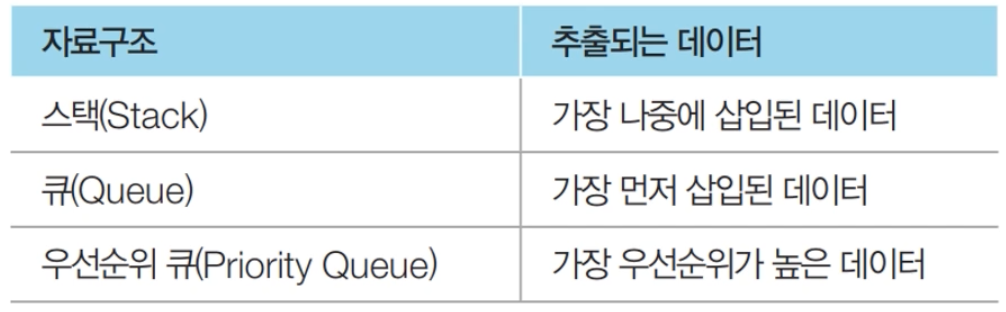 자료구조 추출되는 데이터
스택(Stack) 가장 나중에 삽입된 데이터
큐(Queue) 가장 먼저 삽입된 데이터
우선순위 큐(Priority Queue) 가장 우선순위가 높은 데이터